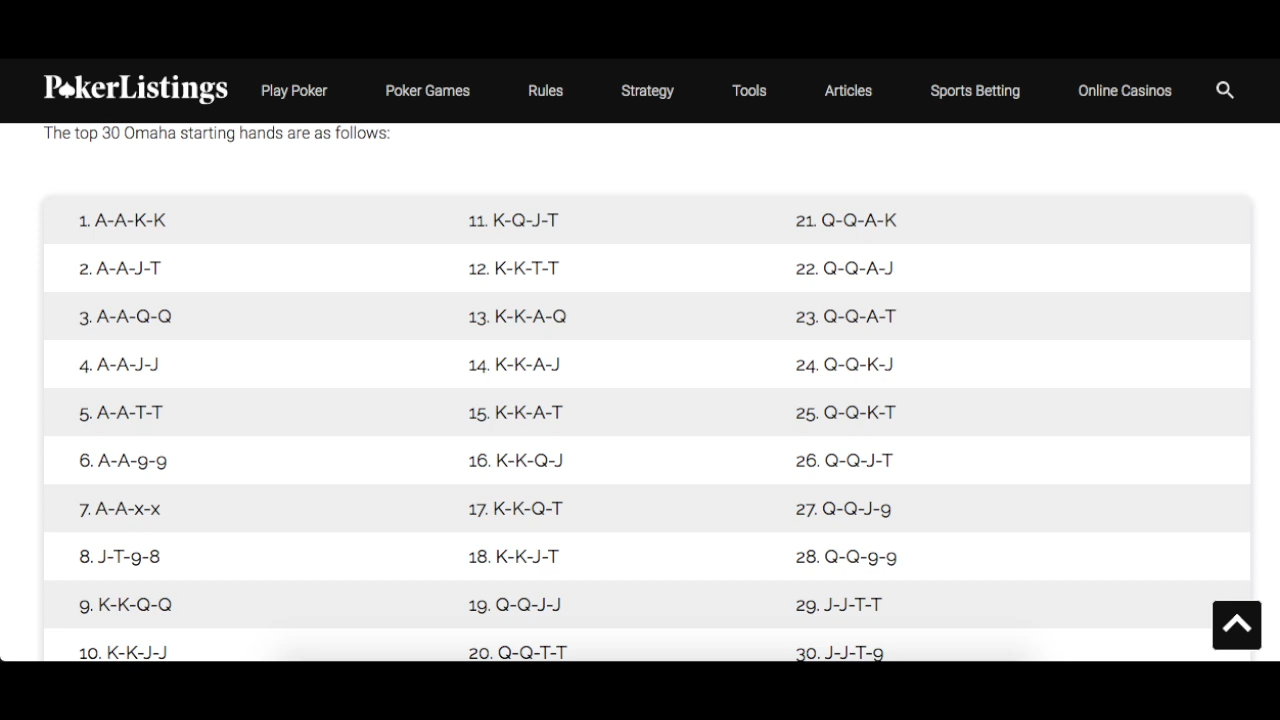 PokerListings Play Poker Poker Games Rules Strategy Tools Articles Sports Betting Online Casinos
The top 30 Omaha starting hands are as follows:
1. A-A-K-K 11. K-Q-J-T 21. Q-Q-A-K
2. A-A-J-T 12. K-K-T-T 22. Q-Q-A-J
3. A-A-Q-Q 13. K-K-A-Q 23. Q-Q-A-T
4. A-A-J-J 14. K-K-A-J 24. Q-Q-K-J
5. A-A-T-T 15. K-K-A-T 25. Q-Q-K-T
6. A-A-9-9 16. K-K-Q-J 26. Q-Q-J-T
7. A-A-x-x 17. K-K-Q-T 27. Q-Q-J-9
8. J-T-9-8 18. K-K-J-T 28. Q-Q-9-9
9. K-K-Q-Q 19. Q-Q-J-J 29. J-J-T-T
10. K-K-J-J 20. Q-Q-T-T 30. J-J-T-9